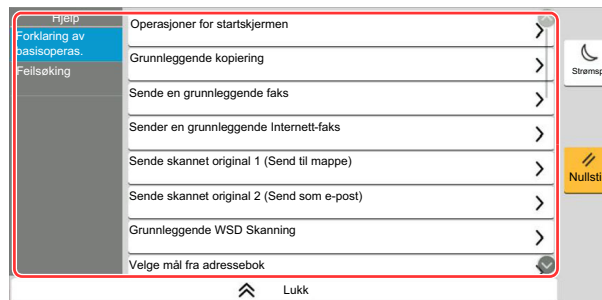 Hjelp
Forklaring av
basisoperas.
Feilsøking
Operasjoner for startskjermen
Grunnleggende kopiering
Sende en grunnleggende faks
Sender en grunnleggende Internett-faks
Sende skannet original 1 (Send til mappe)
Sende skannet original 2 (Send som e-post)
Grunnleggende WSD Skanning
Velge mål fra adressebok
Lukk
Strømsp
Nullsti